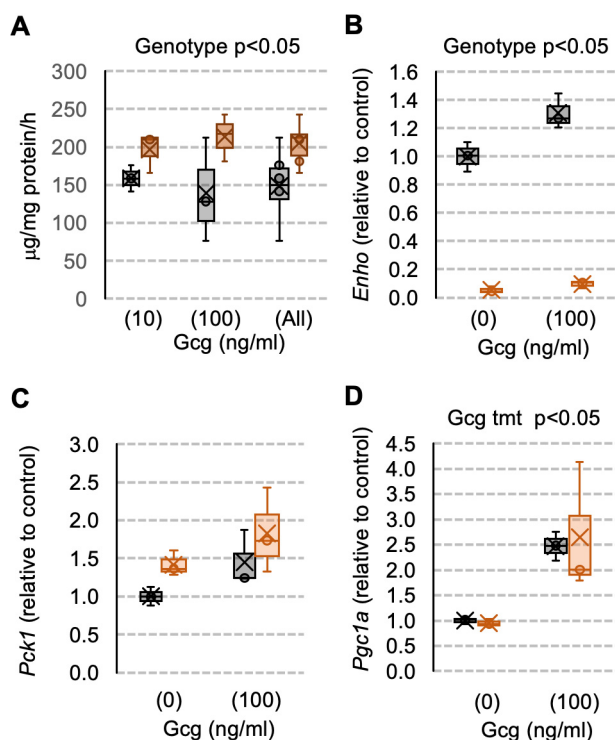 A
Genotype p<0.05
300
250
200
150
100
50
0
µg/mg protein/h
(10) (100) (All)
Gcg (ng/ml)
B
Genotype p<0.05
1.6
1.4
1.2
1.0
0.8
0.6
0.4
0.2
0.0
Enho (relative to control)
(0) (100)
Gcg (ng/ml)
C
3.0
2.5
2.0
1.5
1.0
0.5
0.0
Pck1 (relative to control)
(0) (100)
Gcg (ng/ml)
D
Gcg tmt p<0.05
4.5
4.0
3.5
3.0
2.5
2.0
1.5
1.0
0.5
0.0
Pgc1a (relative to control)
(0) (100)
Gcg (ng/ml)